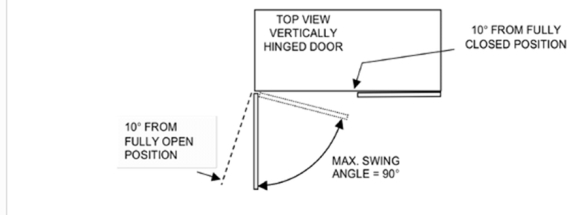 TOP VIEW
VERTICALLY
HINGED DOOR
10° FROM FULLY
CLOSED POSITION
10° FROM
FULLY OPEN
POSITION
MAX. SWING
ANGLE = 90°